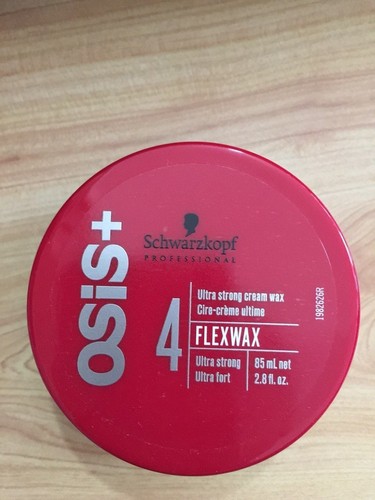 OSiS+
Schwarzkopf
PROFESSIONAL
4
Ultra strong cream wax
Cire-crème ultime
FLEXWAX
Ultra strong
Ultra fort
85 mL net
2.8 fl. oz.
1982626R